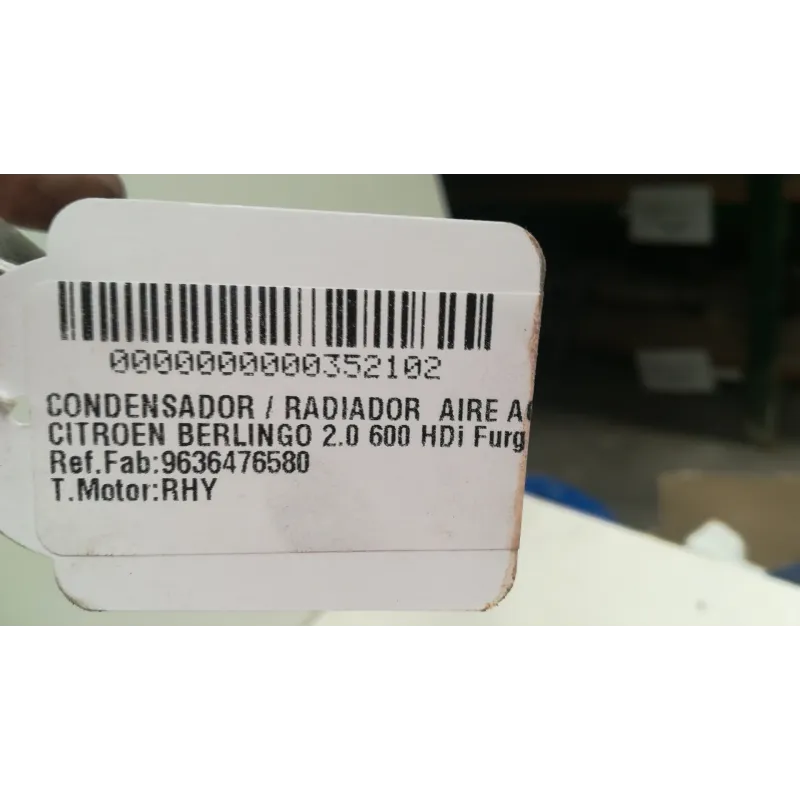 0000000000352102
CONDENSADOR / RADIADOR AIRE
CITROEN BERLINGO 2.0 600 HDi Furg
Ref.Fab:9636476580
T.Motor:RHY